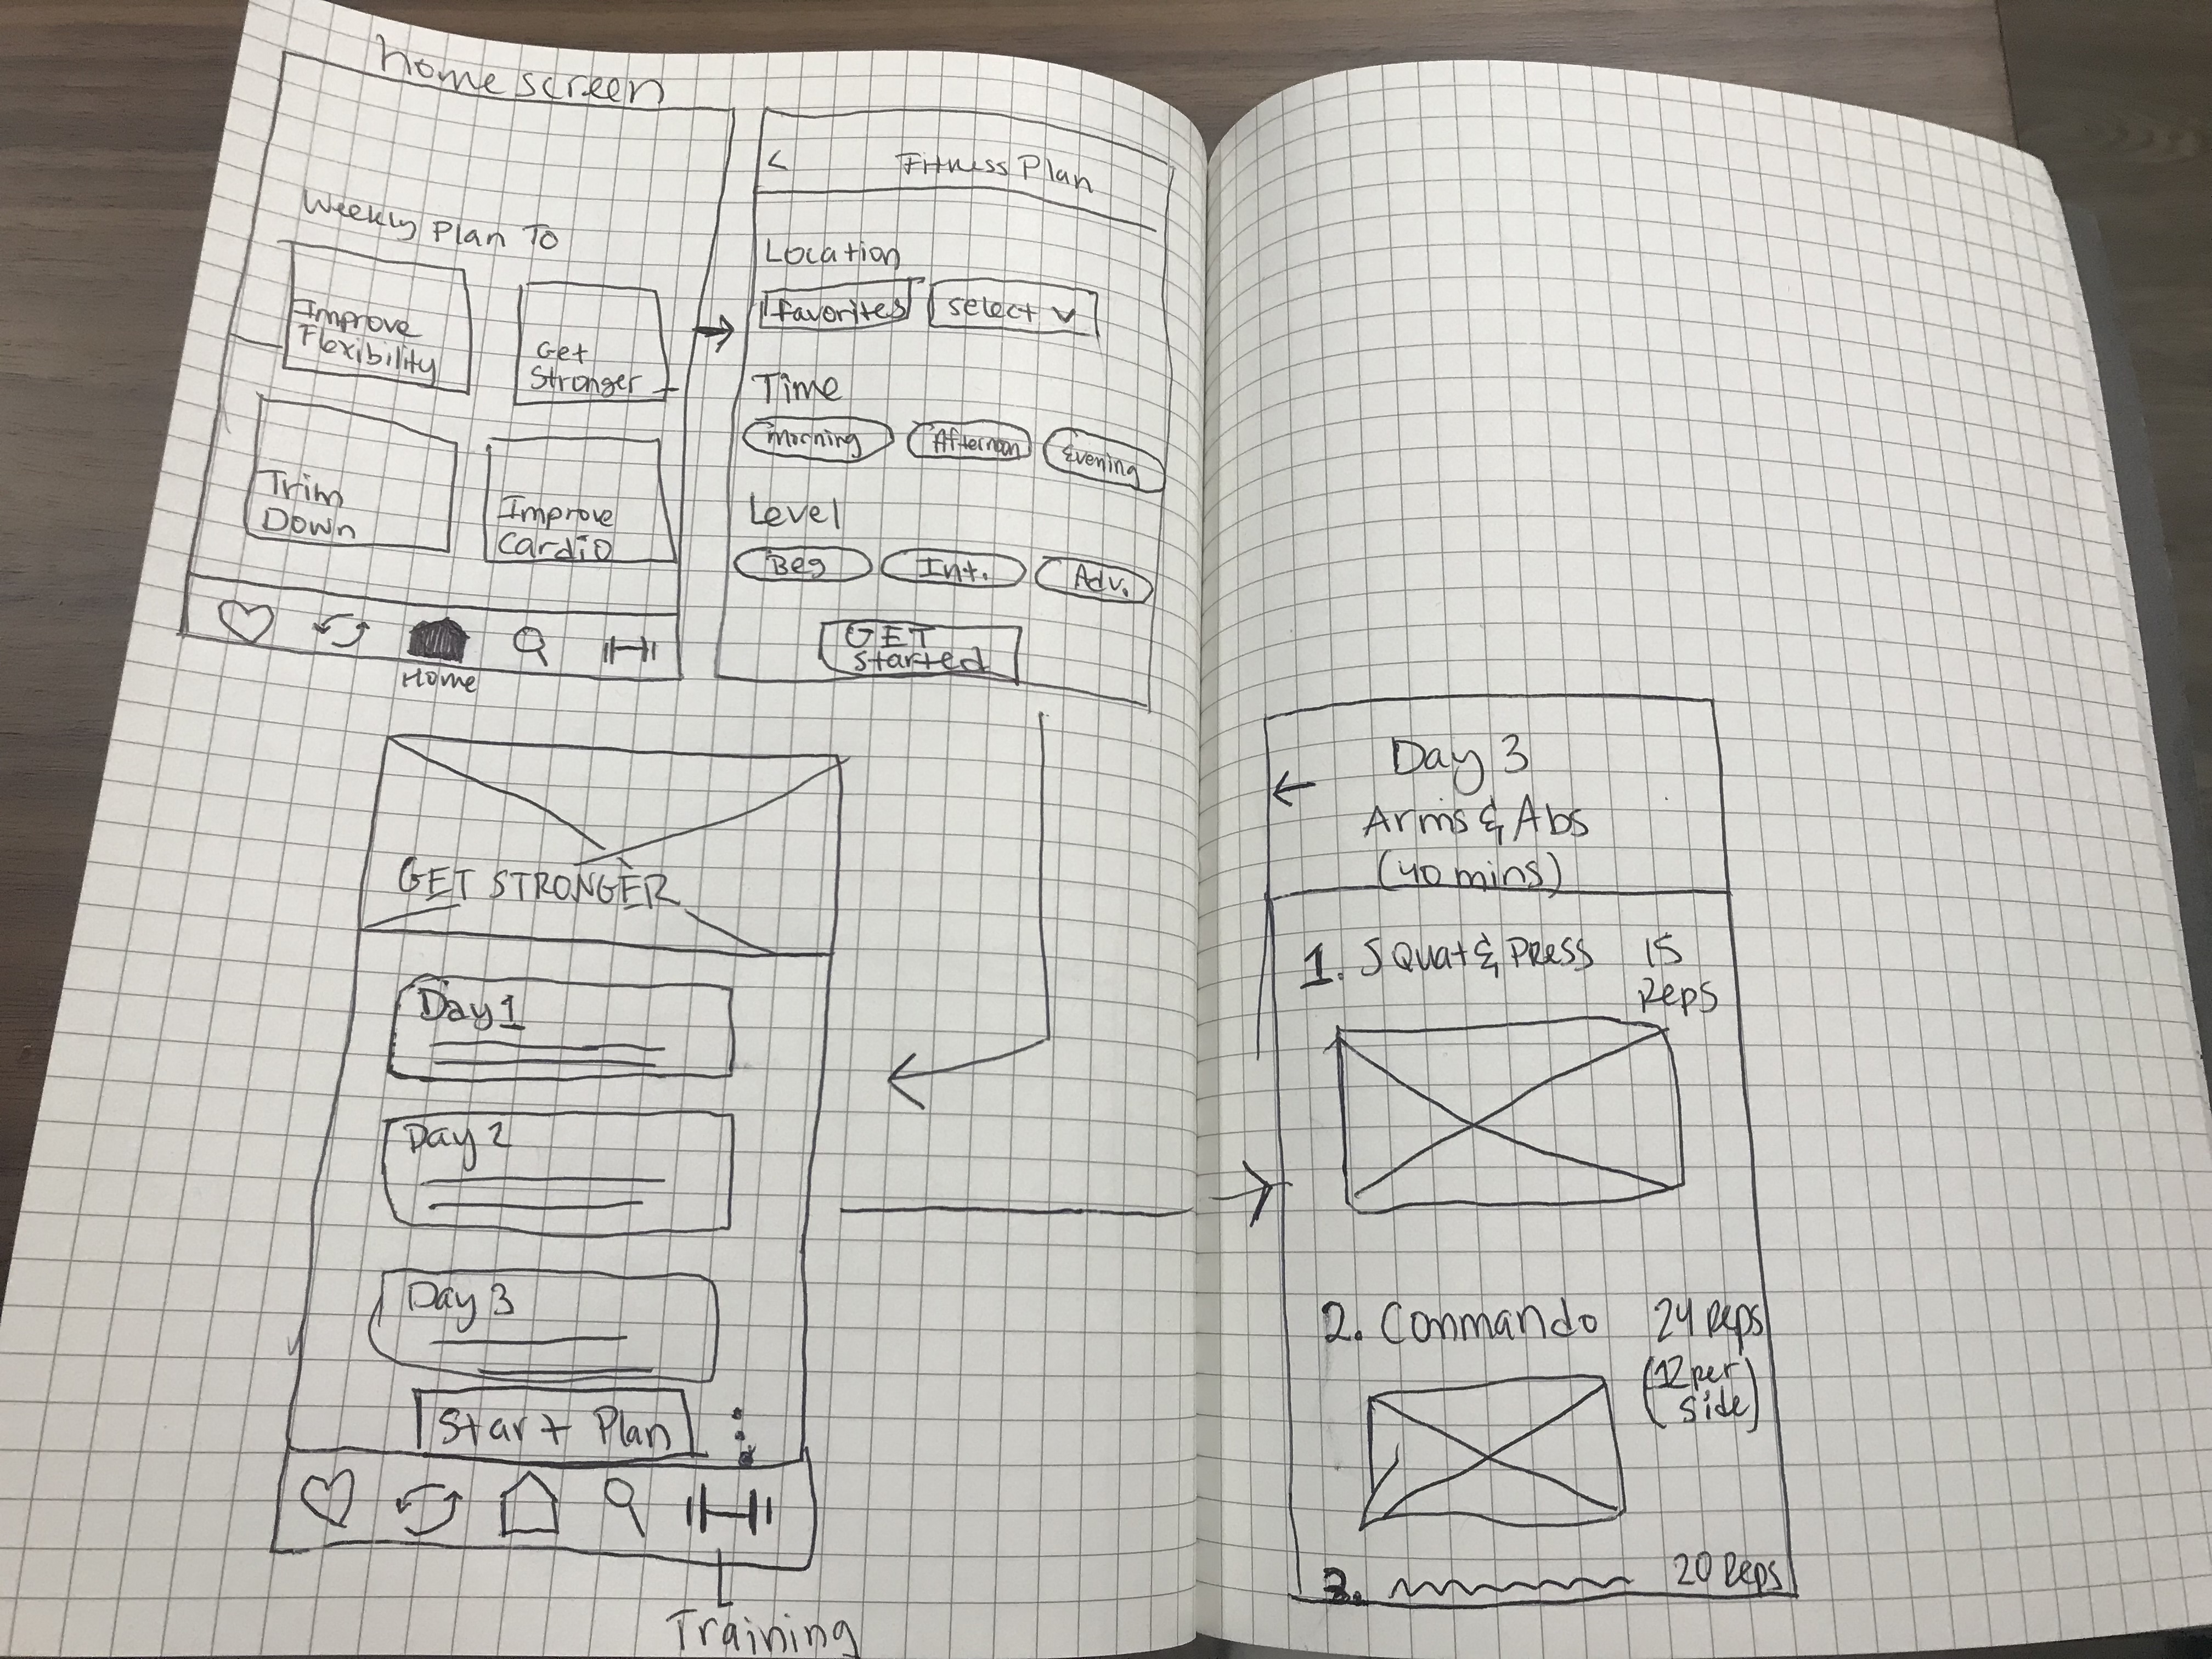 home screen
Weekly Plan To
Improve
Flexibility
Get
Stronger
Trim
Down
Improve
Cardio
Home
<
Fitness Plan
Location
favorites
select
Time
Morning
Afternoon
Evening
Level
Beg
Int.
Adv.
GET
started
GET STRONGER
Day 1
Day 2
Day 3
Start Plan
Training
Day 3
Arms & Abs
(40 mins)
1. Squat & Press 15
Reps
2. Commando 24 Reps
(12 per
side)
3. 20 Reps